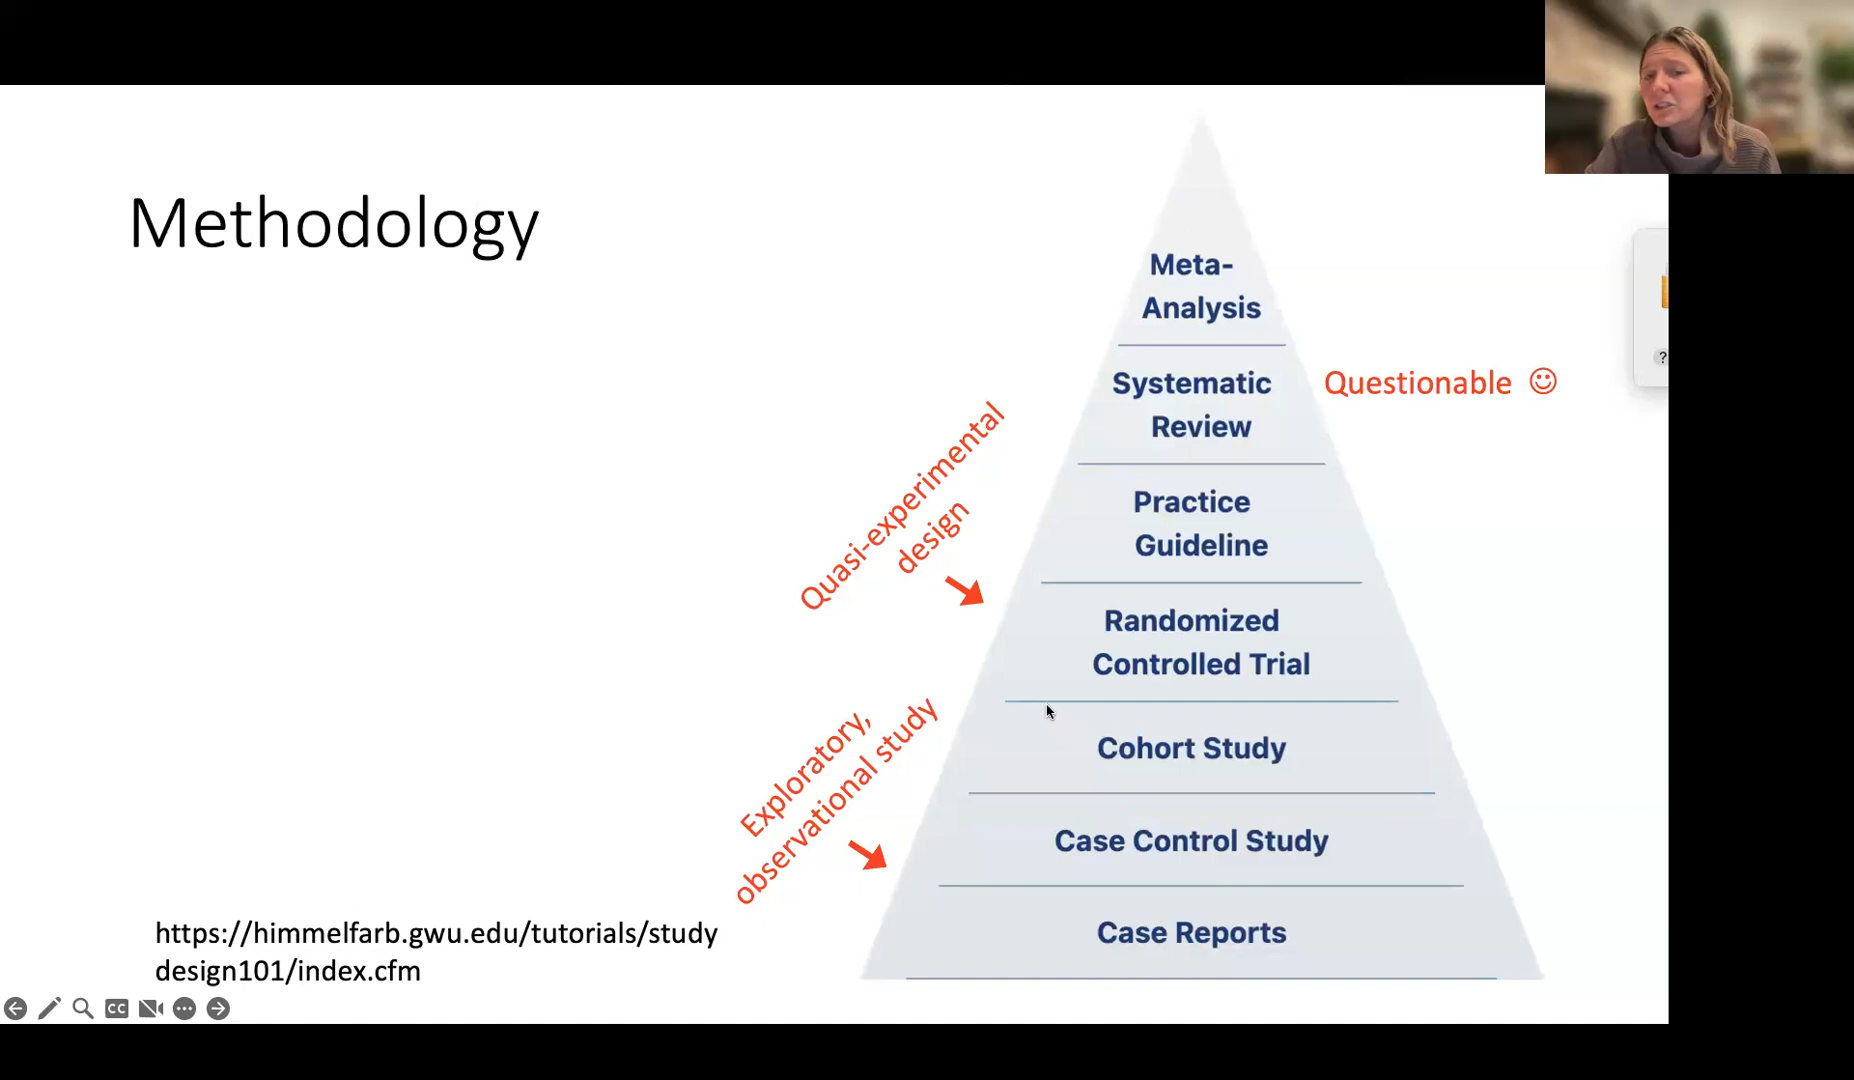 Methodology
Meta-
Analysis
Systematic
Review
Questionable ☺
Practice
Guideline
Quasi-experimental
design
Randomized
Controlled Trial
Cohort Study
Exploratory,
observational study
Case Control Study
Case Reports
https://himmelfarb.gwu.edu/tutorials/study
design101/index.cfm
CC
?